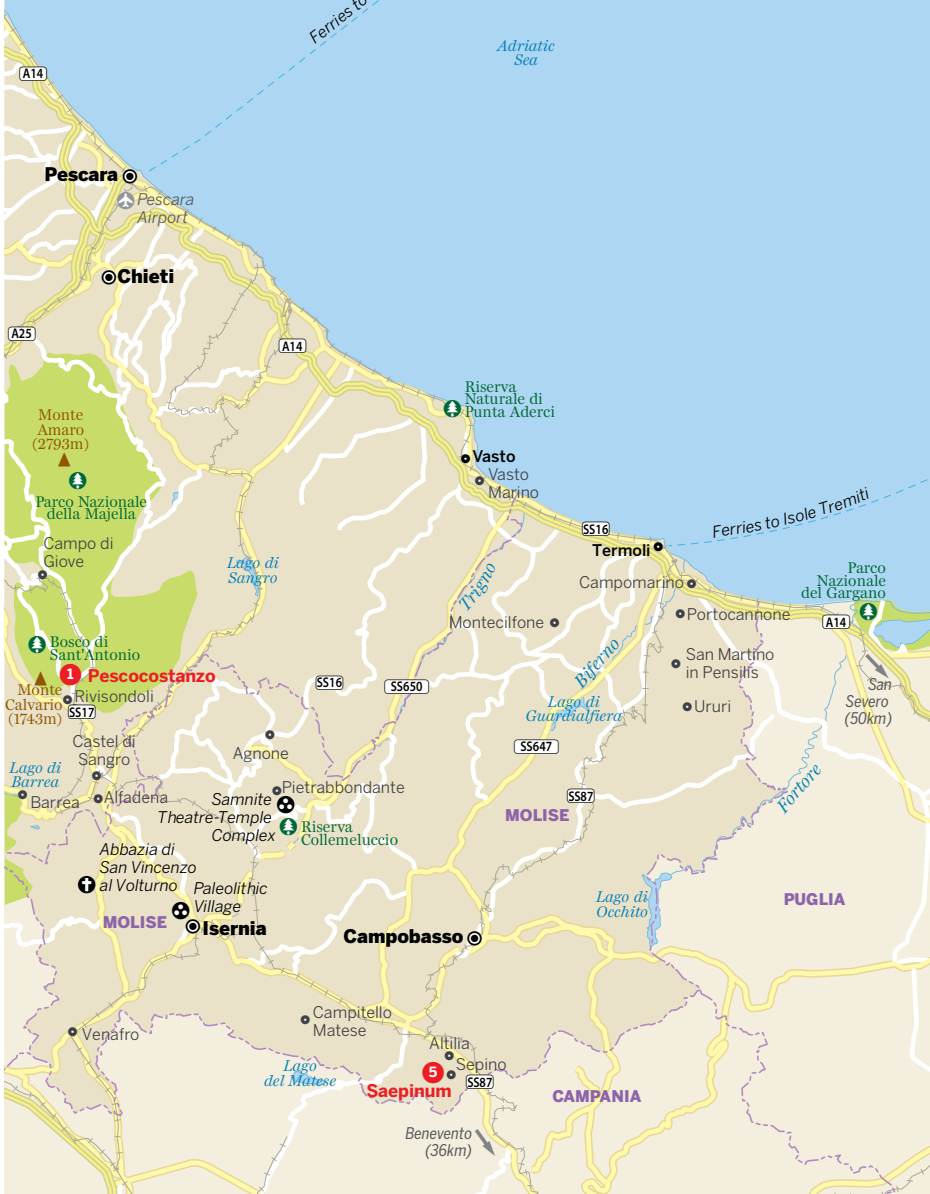 Ferries to
Adriatic
Sea
A14
Pescara
Pescara
Airport
Chieti
A25
A14
Riserva
Naturale di
Punta Aderci
Monte
Amaro
(2793m)
Vasto
Vasto
Marino
Parco Nazionale
della Majella
Ferries to Isole Tremiti
SS16
Termoli
Campo di
Giove
Lago di
Sangro
Trigno
Campomarino
Parco
Nazionale
del Gargano
Montecilfone
Portocannone
A14
Bosco di
Sant'Antonio
Biferno
San Martino
in Pensilis
1
Pescocostanzo
San
Severo
(50km)
Monte
Calvario
(1743m)
Rivisondoli
SS17
SS16
SS650
Lago di
Guardialfiera
Ururi
Castel di
Sangro
Agnone
SS647
Lago di
Barrea
Barrea
Alfadena
Pietrabbondante
Samnite
Theatre-Temple
Complex
SS87
Fortore
MOLISE
Riserva
Collemeluccio
Abbazia di
San Vincenzo
al Volturno
Paleolithic
Village
Lago di
Occhito
PUGLIA
MOLISE
Isernia
Campobasso
Campitello
Matese
Venafro
Altilia
Sepino
Lago
del Matese
5
Saepinum
SS87
CAMPANIA
Benevento
(36km)